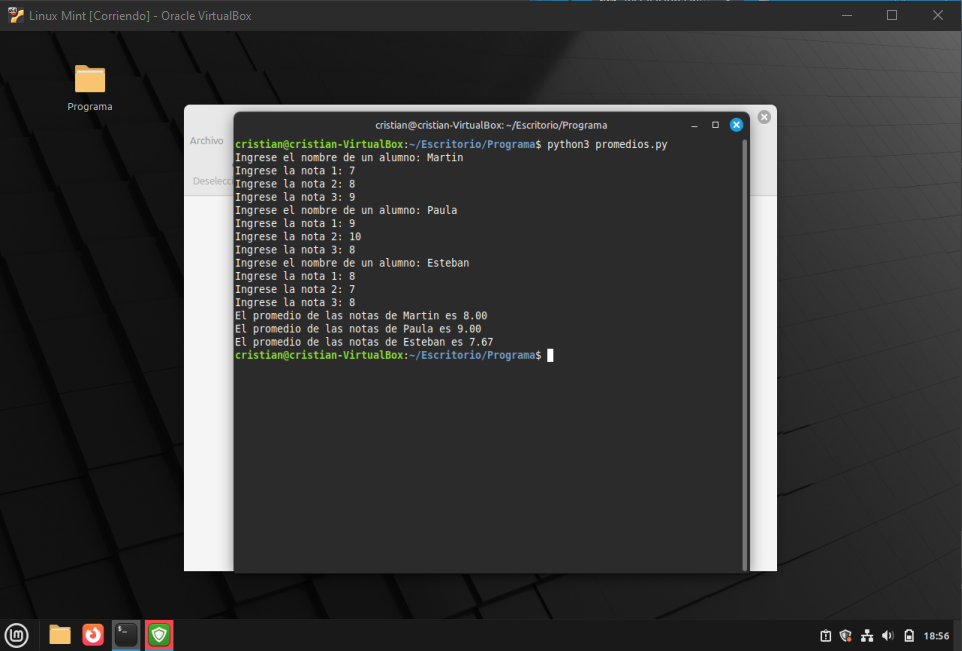 Linux Mint [Corriendo] - Oracle VirtualBox
Programa
cristian@cristian-VirtualBox: ~/Escritorio/Programa
Archivo
Deselecc
cristian@cristian-VirtualBox:~/Escritorio/Programa$ python3 promedios.py
Ingrese el nombre de un alumno: Martin
Ingrese la nota 1: 7
Ingrese la nota 2: 8
Ingrese la nota 3: 9
Ingrese el nombre de un alumno: Paula
Ingrese la nota 1: 9
Ingrese la nota 2: 10
Ingrese la nota 3: 8
Ingrese el nombre de un alumno: Esteban
Ingrese la nota 1: 8
Ingrese la nota 2: 7
Ingrese la nota 3: 8
El promedio de las notas de Martin es 8.00
El promedio de las notas de Paula es 9.00
El promedio de las notas de Esteban es 7.67
cristian@cristian-VirtualBox:~/Escritorio/Programa$
18:56